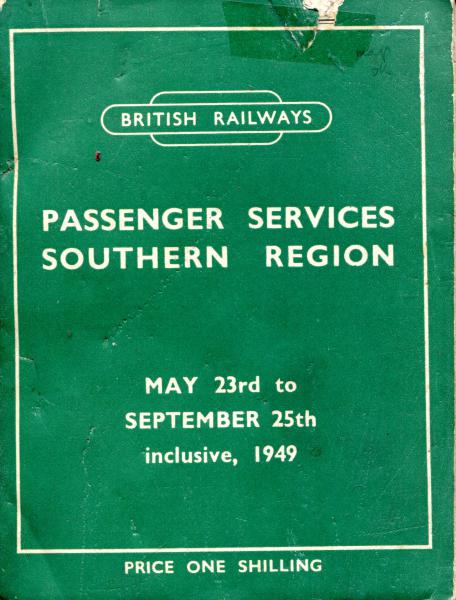 BRITISH RAILWAYS
PASSENGER SERVICES
SOUTHERN REGION
MAY 23rd to
SEPTEMBER 25th
inclusive, 1949
PRICE ONE SHILLING